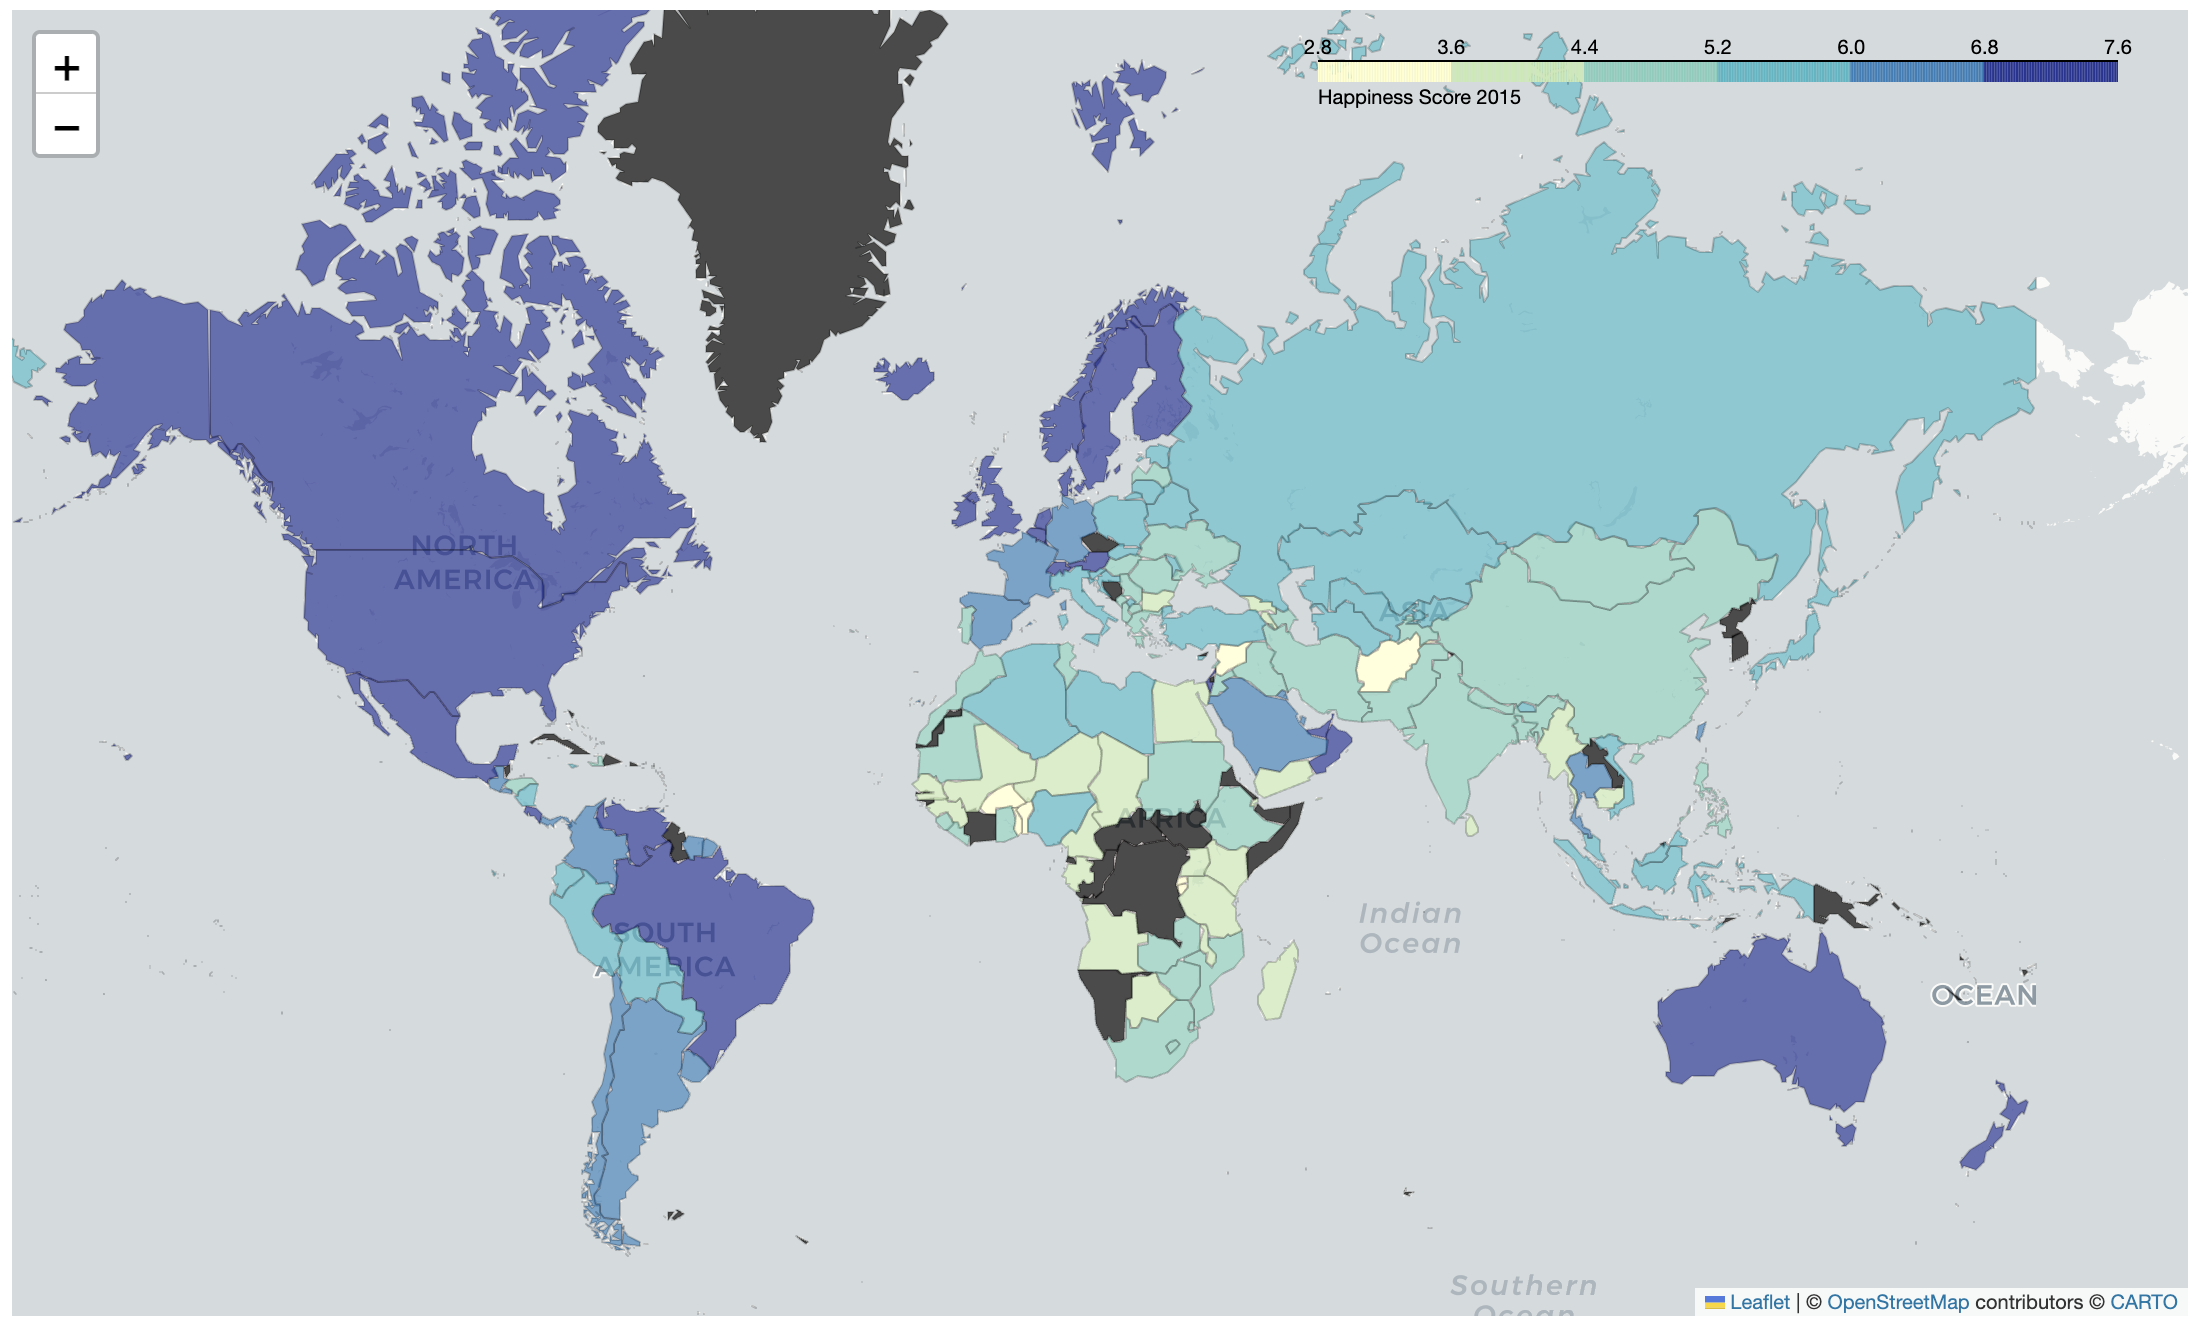 +
−
2.8 3.6 4.4 5.2 6.0 6.8 7.6
Happiness Score 2015
NORTH
AMERICA
ASIA
AFRICA
SOUTH
AMERICA
Indian
Ocean
OCEAN
Southern
Ocean
Leaflet | © OpenStreetMap contributors © CARTO